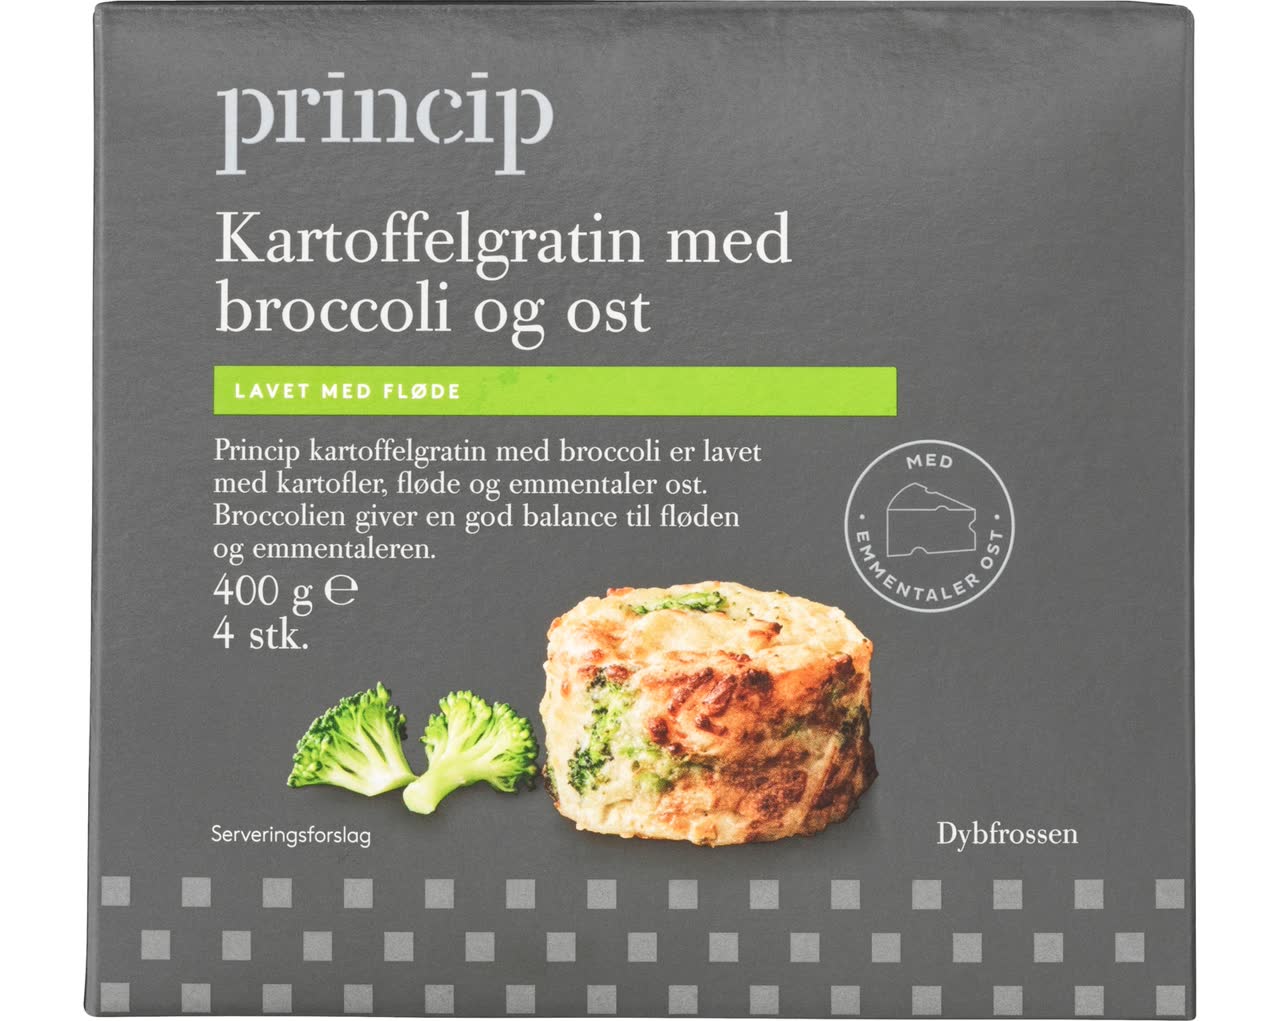 princip
Kartoffelgratin med
broccoli og ost
LAVET MED FLØDE
Princip kartoffelgratin med broccoli er lavet
med kartofler, fløde og emmentaler ost.
Broccolien giver en god balance til fløden
og emmentaleren.
400 g ℮
4 stk.
MED
EMMENTALER OST
Serveringsforslag
Dybfrossen